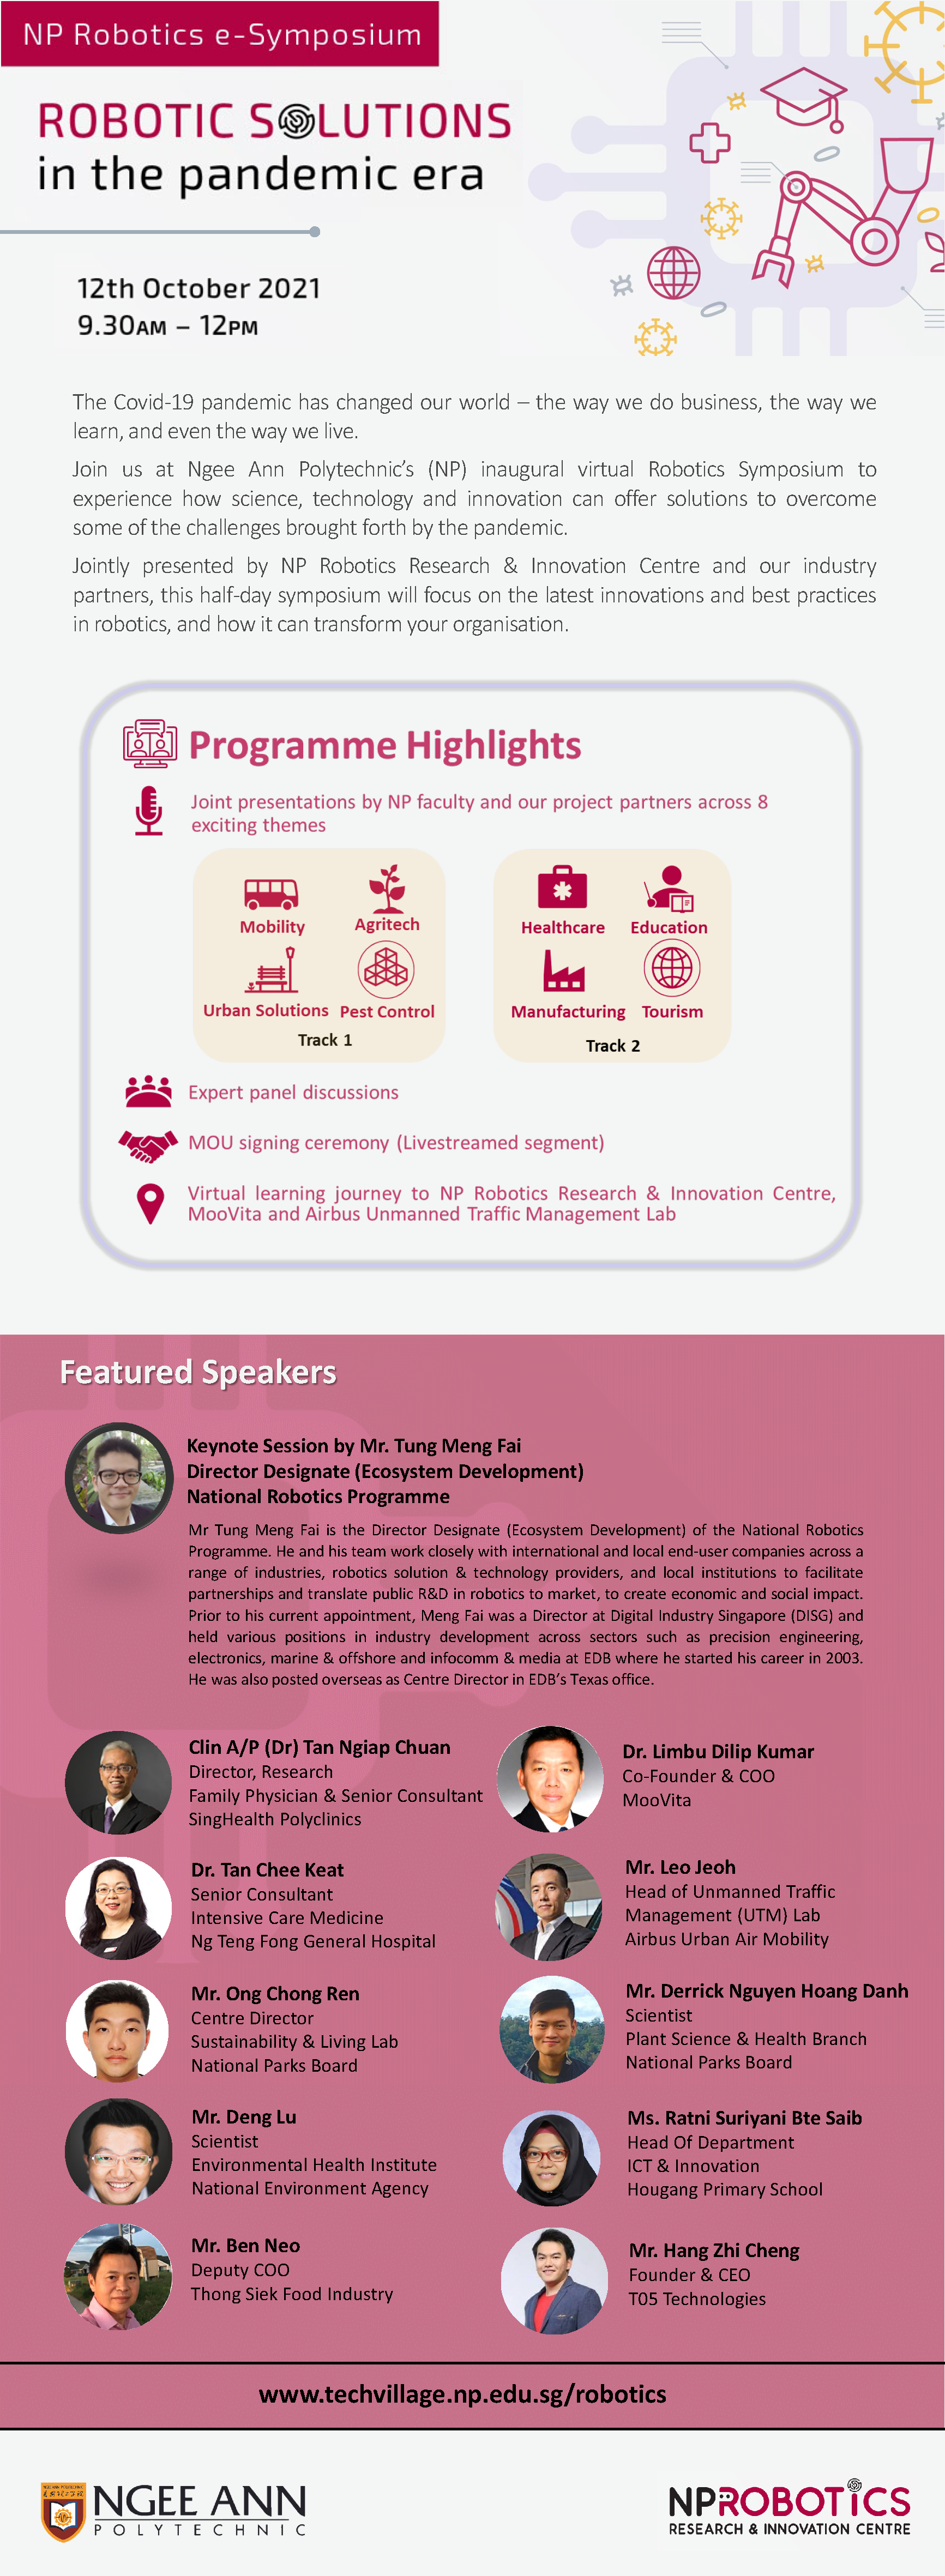 NP Robotics e-Symposium
ROBOTIC SOLUTIONS
in the pandemic era
12th October 2021
9.30AM – 12PM
The Covid-19 pandemic has changed our world – the way we do business, the way we
learn, and even the way we live.
Join us at Ngee Ann Polytechnic's (NP) inaugural virtual Robotics Symposium to
experience how science, technology and innovation can offer solutions to overcome
some of the challenges brought forth by the pandemic.
Jointly presented by NP Robotics Research & Innovation Centre and our industry
partners, this half-day symposium will focus on the latest innovations and best practices
in robotics, and how it can transform your organisation.
Programme Highlights
Joint presentations by NP faculty and our project partners across 8
exciting themes
Mobility
Agritech
Urban Solutions
Pest Control
Track 1
Healthcare
Education
Manufacturing
Tourism
Track 2
Expert panel discussions
MOU signing ceremony (Livestreamed segment)
Virtual learning journey to NP Robotics Research & Innovation Centre,
MooVita and Airbus Unmanned Traffic Management Lab
Featured Speakers
Keynote Session by Mr. Tung Meng Fai
Director Designate (Ecosystem Development)
National Robotics Programme
Mr Tung Meng Fai is the Director Designate (Ecosystem Development) of the National Robotics
Programme. He and his team work closely with international and local end-user companies across a
range of industries, robotics solution & technology providers, and local institutions to facilitate
partnerships and translate public R&D in robotics to market, to create economic and social impact.
Prior to his current appointment, Meng Fai was a Director at Digital Industry Singapore (DISG) and
held various positions in industry development across sectors such as precision engineering,
electronics, marine & offshore and infocomm & media at EDB where he started his career in 2003.
He was also posted overseas as Centre Director in EDB's Texas office.
Clin A/P (Dr) Tan Ngiap Chuan
Director, Research
Family Physician & Senior Consultant
SingHealth Polyclinics
Dr. Limbu Dilip Kumar
Co-Founder & COO
MooVita
Dr. Tan Chee Keat
Senior Consultant
Intensive Care Medicine
Ng Teng Fong General Hospital
Mr. Leo Jeoh
Head of Unmanned Traffic
Management (UTM) Lab
Airbus Urban Air Mobility
Mr. Ong Chong Ren
Centre Director
Sustainability & Living Lab
National Parks Board
Mr. Derrick Nguyen Hoang Danh
Scientist
Plant Science & Health Branch
National Parks Board
Mr. Deng Lu
Scientist
Environmental Health Institute
National Environment Agency
Ms. Ratni Suriyani Bte Saib
Head Of Department
ICT & Innovation
Hougang Primary School
Mr. Ben Neo
Deputy COO
Thong Siek Food Industry
Mr. Hang Zhi Cheng
Founder & CEO
T05 Technologies
www.techvillage.np.edu.sg/robotics
NGEE ANN
POLYTECHNIC
NPROBOTICS
RESEARCH & INNOVATION CENTRE